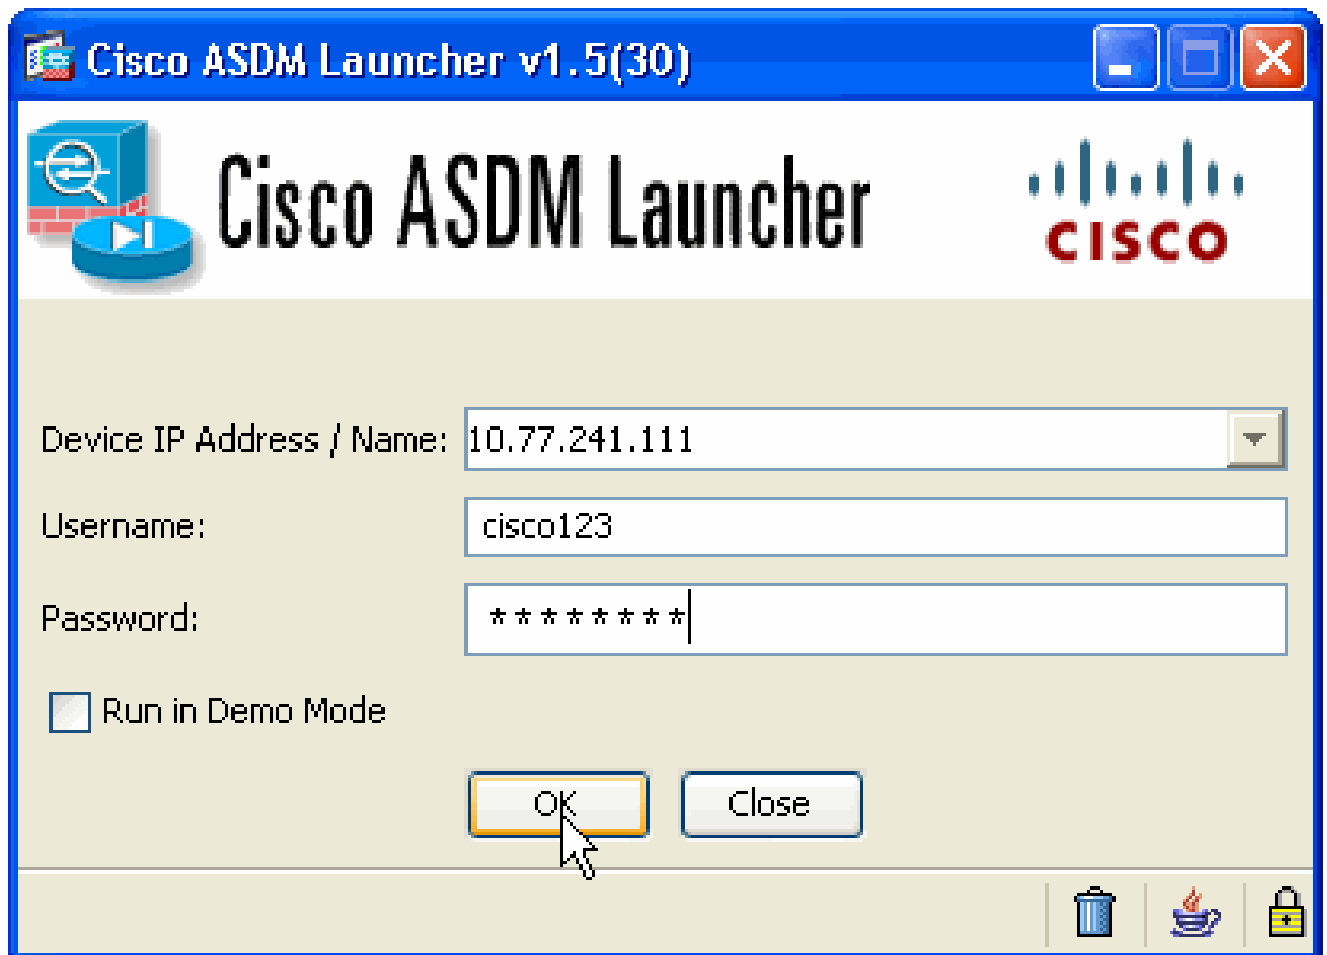 Cisco ASDM Launcher v1.5(30)
Cisco ASDM Launcher
CISCO
Device IP Address / Name: 10.77.241.111
Username: cisco123
Password: ********
Run in Demo Mode
OK Close